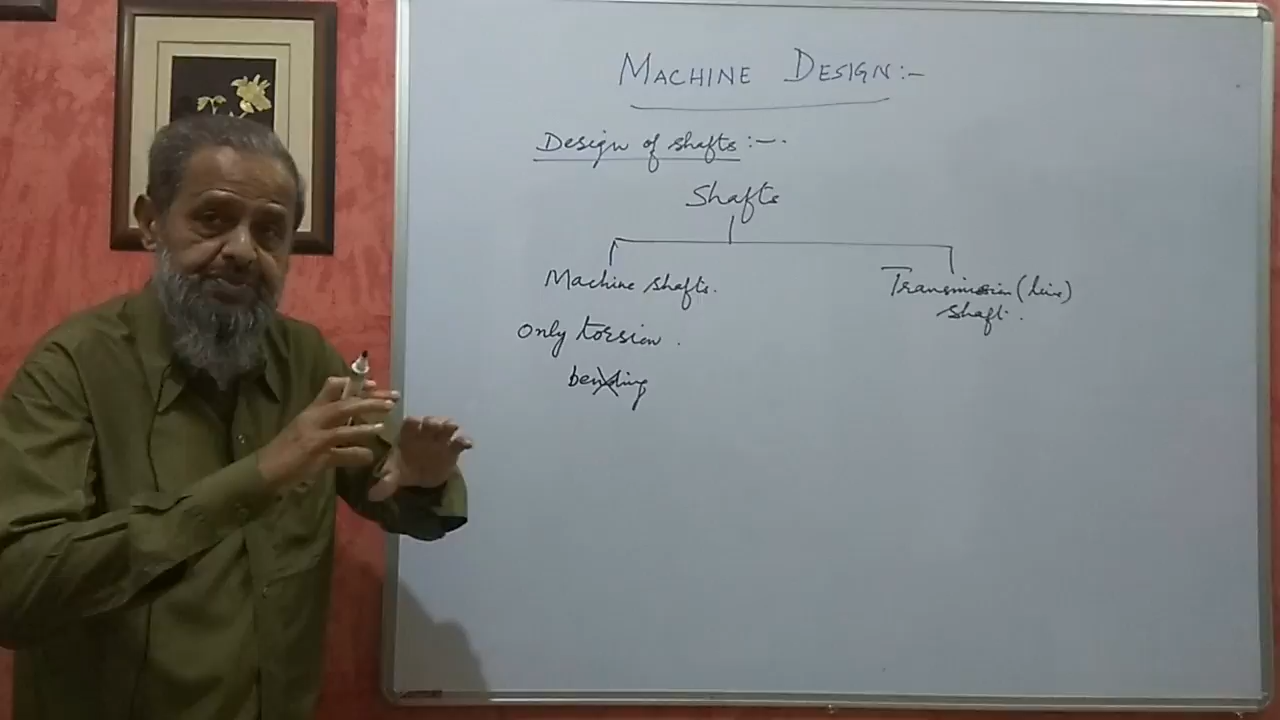 MACHINE DESIGN:-
Design of shafts:-.
Shafts
Machine shafts.
Transmission (line)
shaft.
Only torsion.
bending